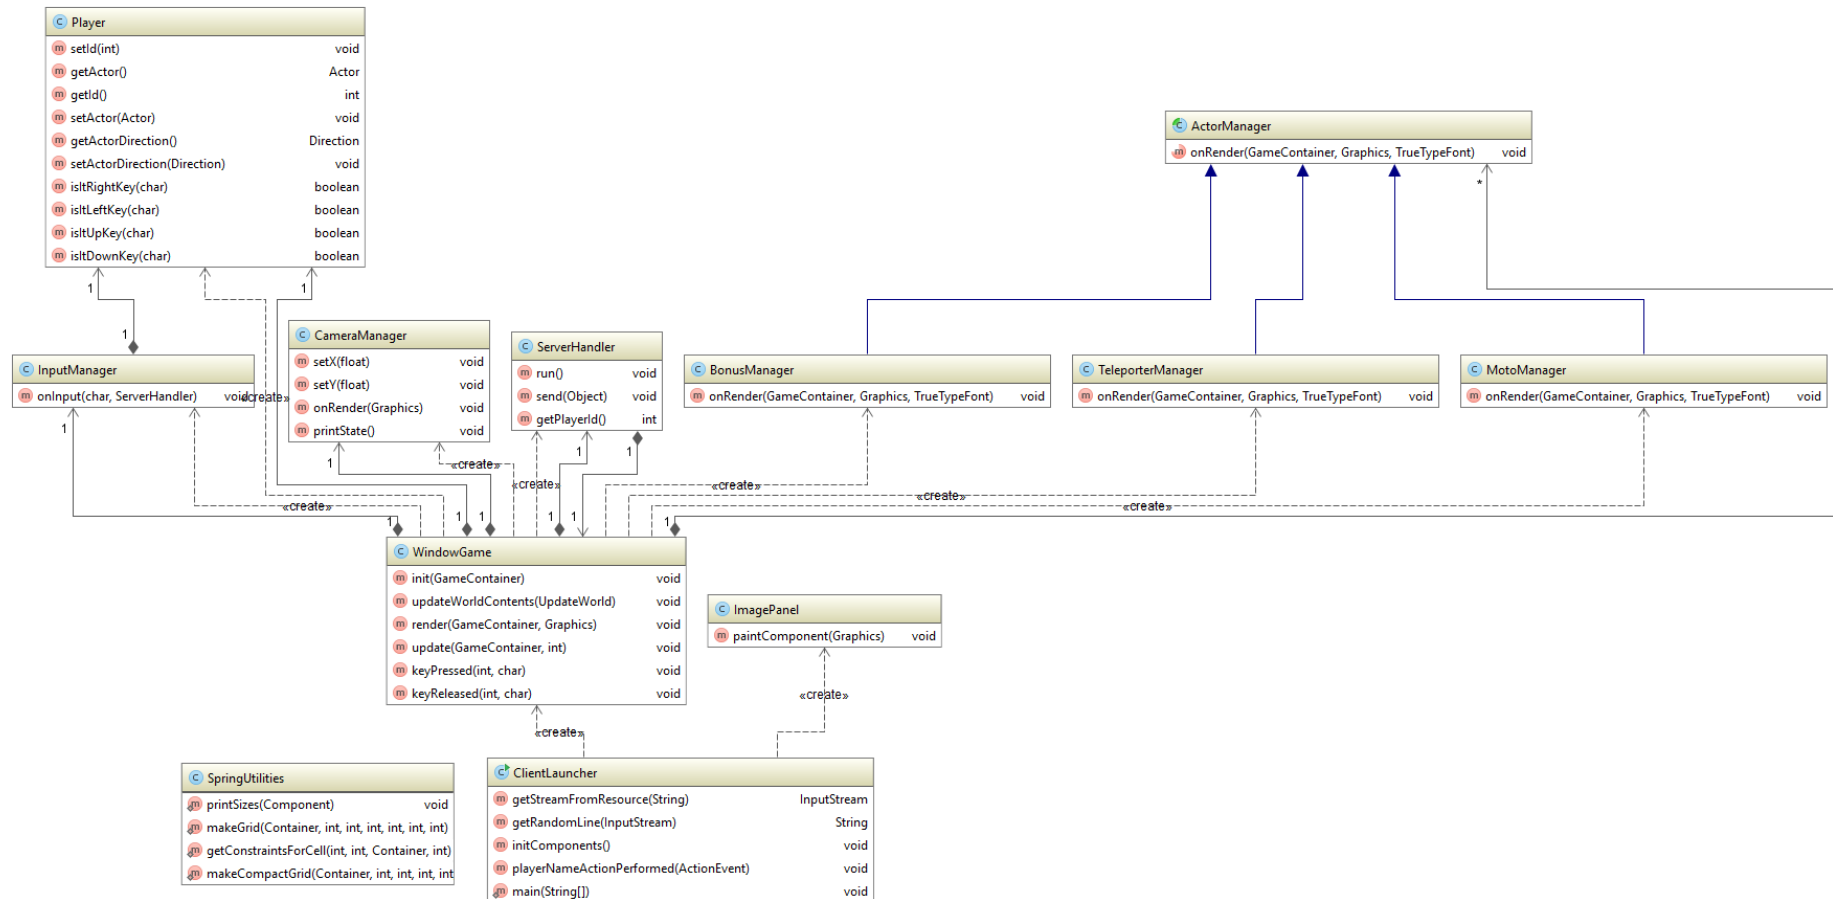 Player
setId(int) void
getActor() Actor
getId() int
setActor(Actor) void
getActorDirection() Direction
setActorDirection(Direction) void
isItRightKey(char) boolean
isItLeftKey(char) boolean
isItUpKey(char) boolean
isItDownKey(char) boolean
ActorManager
onRender(GameContainer, Graphics, TrueTypeFont) void
*
1
1
1
InputManager
onInput(char, ServerHandler) void
«create»
CameraManager
setX(float) void
setY(float) void
onRender(Graphics) void
printState() void
ServerHandler
run() void
send(Object) void
getPlayerId() int
BonusManager
onRender(GameContainer, Graphics, TrueTypeFont) void
TeleporterManager
onRender(GameContainer, Graphics, TrueTypeFont) void
MotoManager
onRender(GameContainer, Graphics, TrueTypeFont) void
1
1
1
1
«create»
«create»
«create»
«create»
«create»
«create»
1
1
1
1
1
1
WindowGame
init(GameContainer) void
updateWorldContents(UpdateWorld) void
render(GameContainer, Graphics) void
update(GameContainer, int) void
keyPressed(int, char) void
keyReleased(int, char) void
ImagePanel
paintComponent(Graphics) void
«create»
«create»
SpringUtilities
printSizes(Component) void
makeGrid(Container, int, int, int, int, int, int)
getConstraintsForCell(int, int, Container, int)
makeCompactGrid(Container, int, int, int, int
ClientLauncher
getStreamFromResource(String) InputStream
getRandomLine(InputStream) String
initComponents() void
playerNameActionPerformed(ActionEvent) void
main(String[]) void